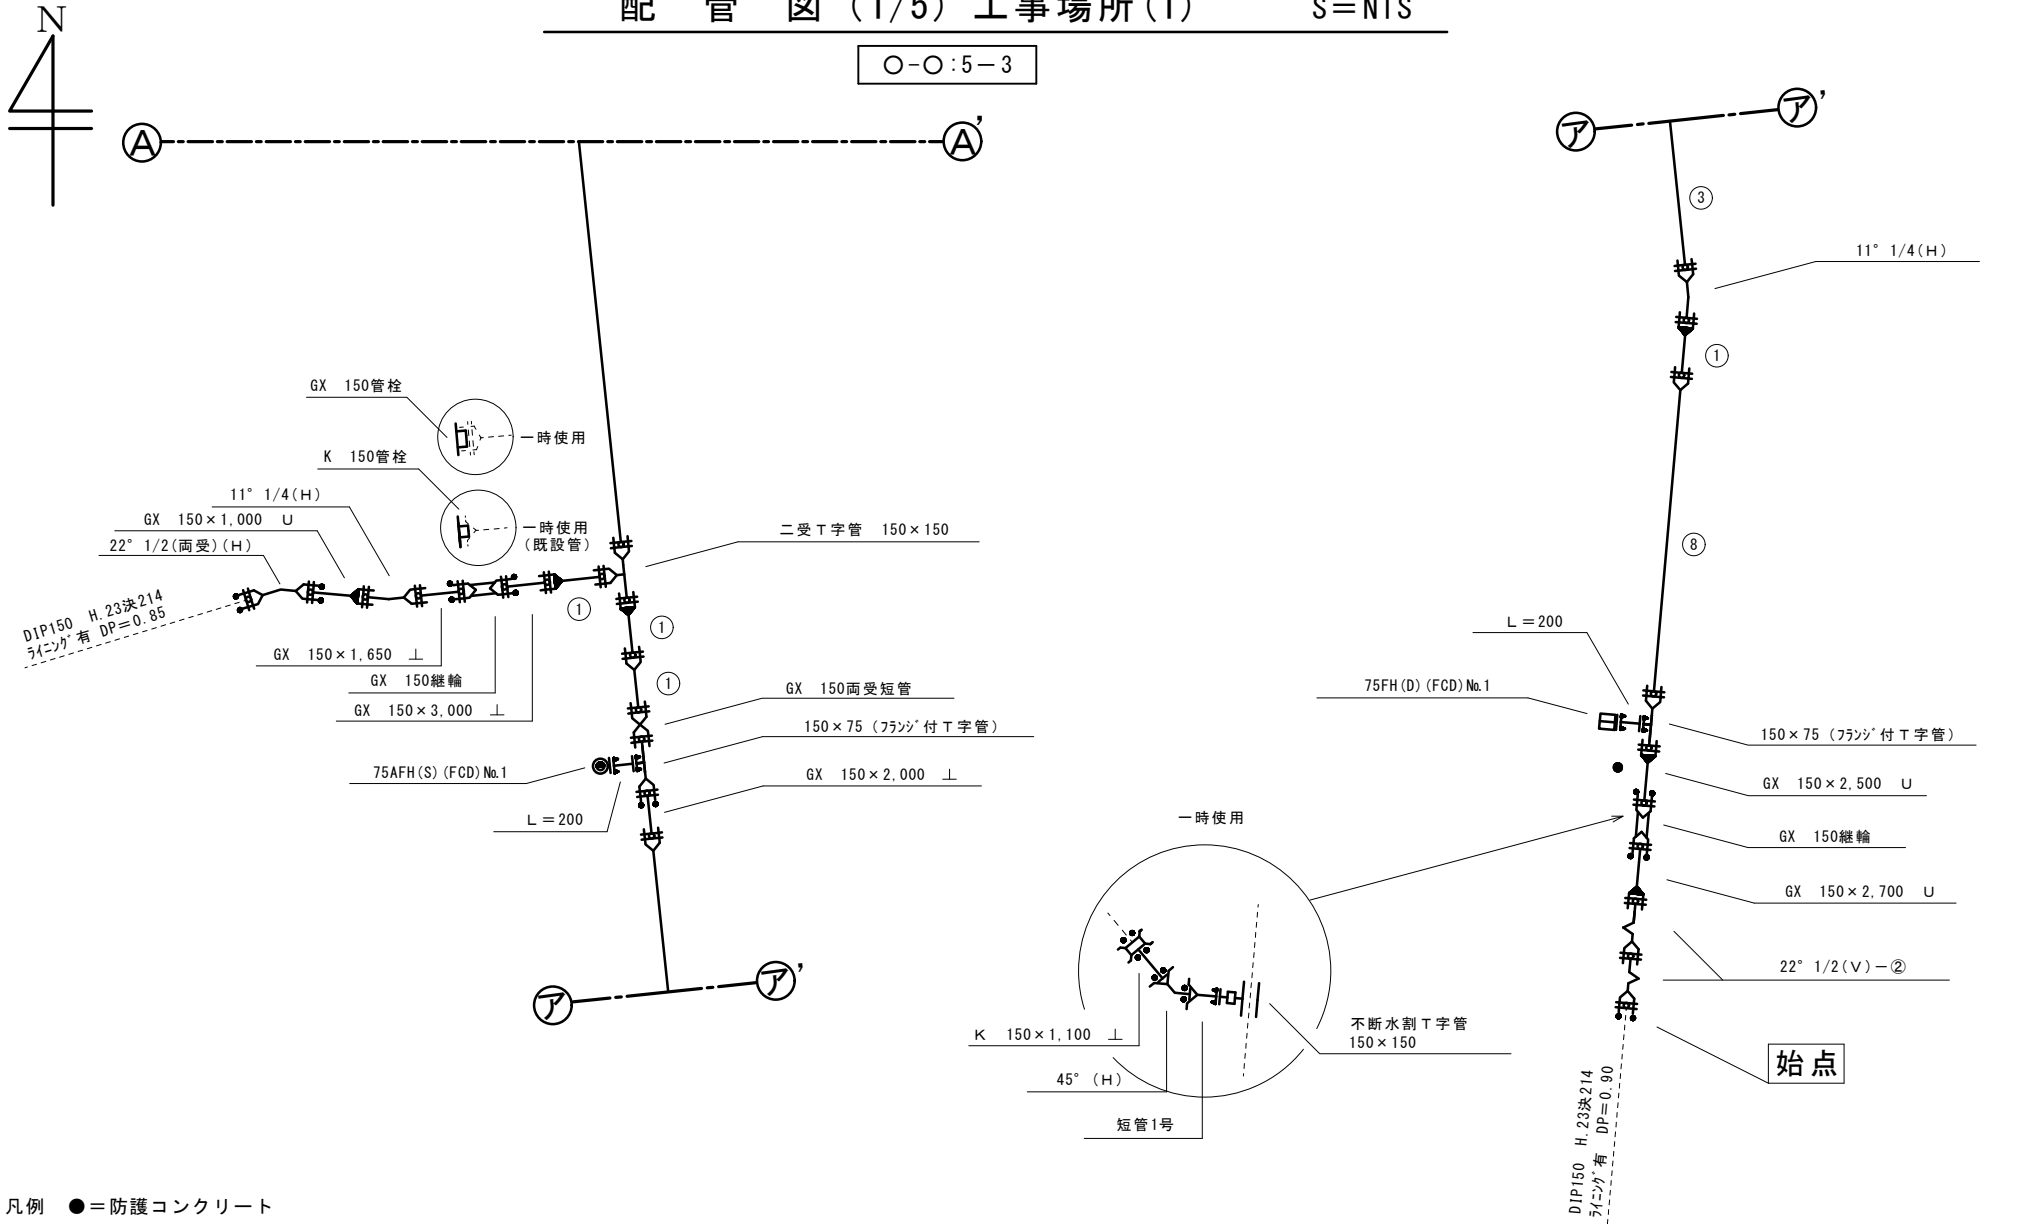 配 管 図 (1/5) 工事場所(1) S=NTS
○-○:5-3
N
A
A'
ア
ア'
③
11° 1/4(H)
①
GX 150管栓
一時使用
K 150管栓
一時使用
(既設管)
11° 1/4(H)
GX 150×1,000 U
22° 1/2(両受)(H)
二受T字管 150×150
⑧
DIP150 H.23決214
ライニング有 DP=0.85
①
①
①
GX 150×1,650 ⊥
GX 150継輪
GX 150×3,000 ⊥
GX 150両受短管
150×75 (フランジ付T字管)
75AFH(S)(FCD)No.1
GX 150×2,000 ⊥
L=200
L=200
75FH(D)(FCD)No.1
150×75 (フランジ付T字管)
GX 150×2,500 U
一時使用
GX 150継輪
GX 150×2,700 U
22° 1/2(V)-②
ア
ア'
K 150×1,100 ⊥
45° (H)
短管1号
不断水割T字管
150×150
始点
DIP150 H.23決214
ライニング有 DP=0.90
凡例 ●=防護コンクリート